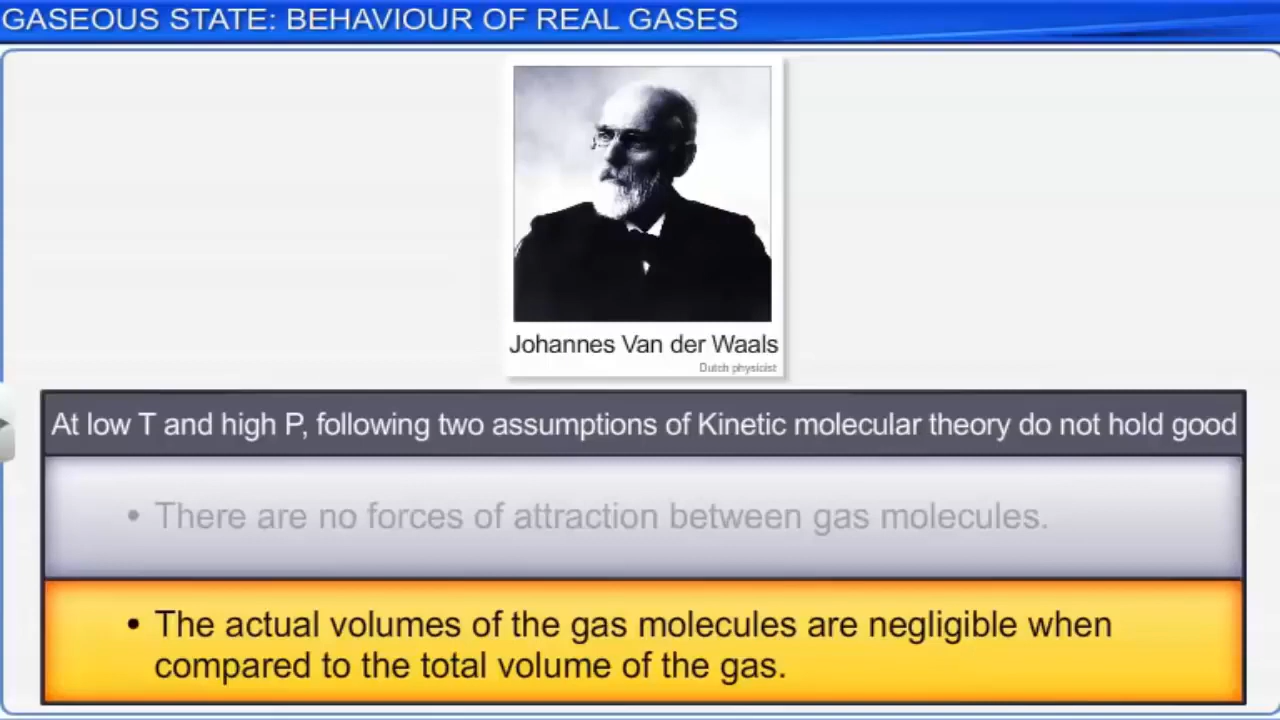 GASEOUS STATE: BEHAVIOUR OF REAL GASES
Johannes Van der Waals
Dutch physicist
At low T and high P, following two assumptions of Kinetic molecular theory do not hold good
• There are no forces of attraction between gas molecules.
• The actual volumes of the gas molecules are negligible when
compared to the total volume of the gas.